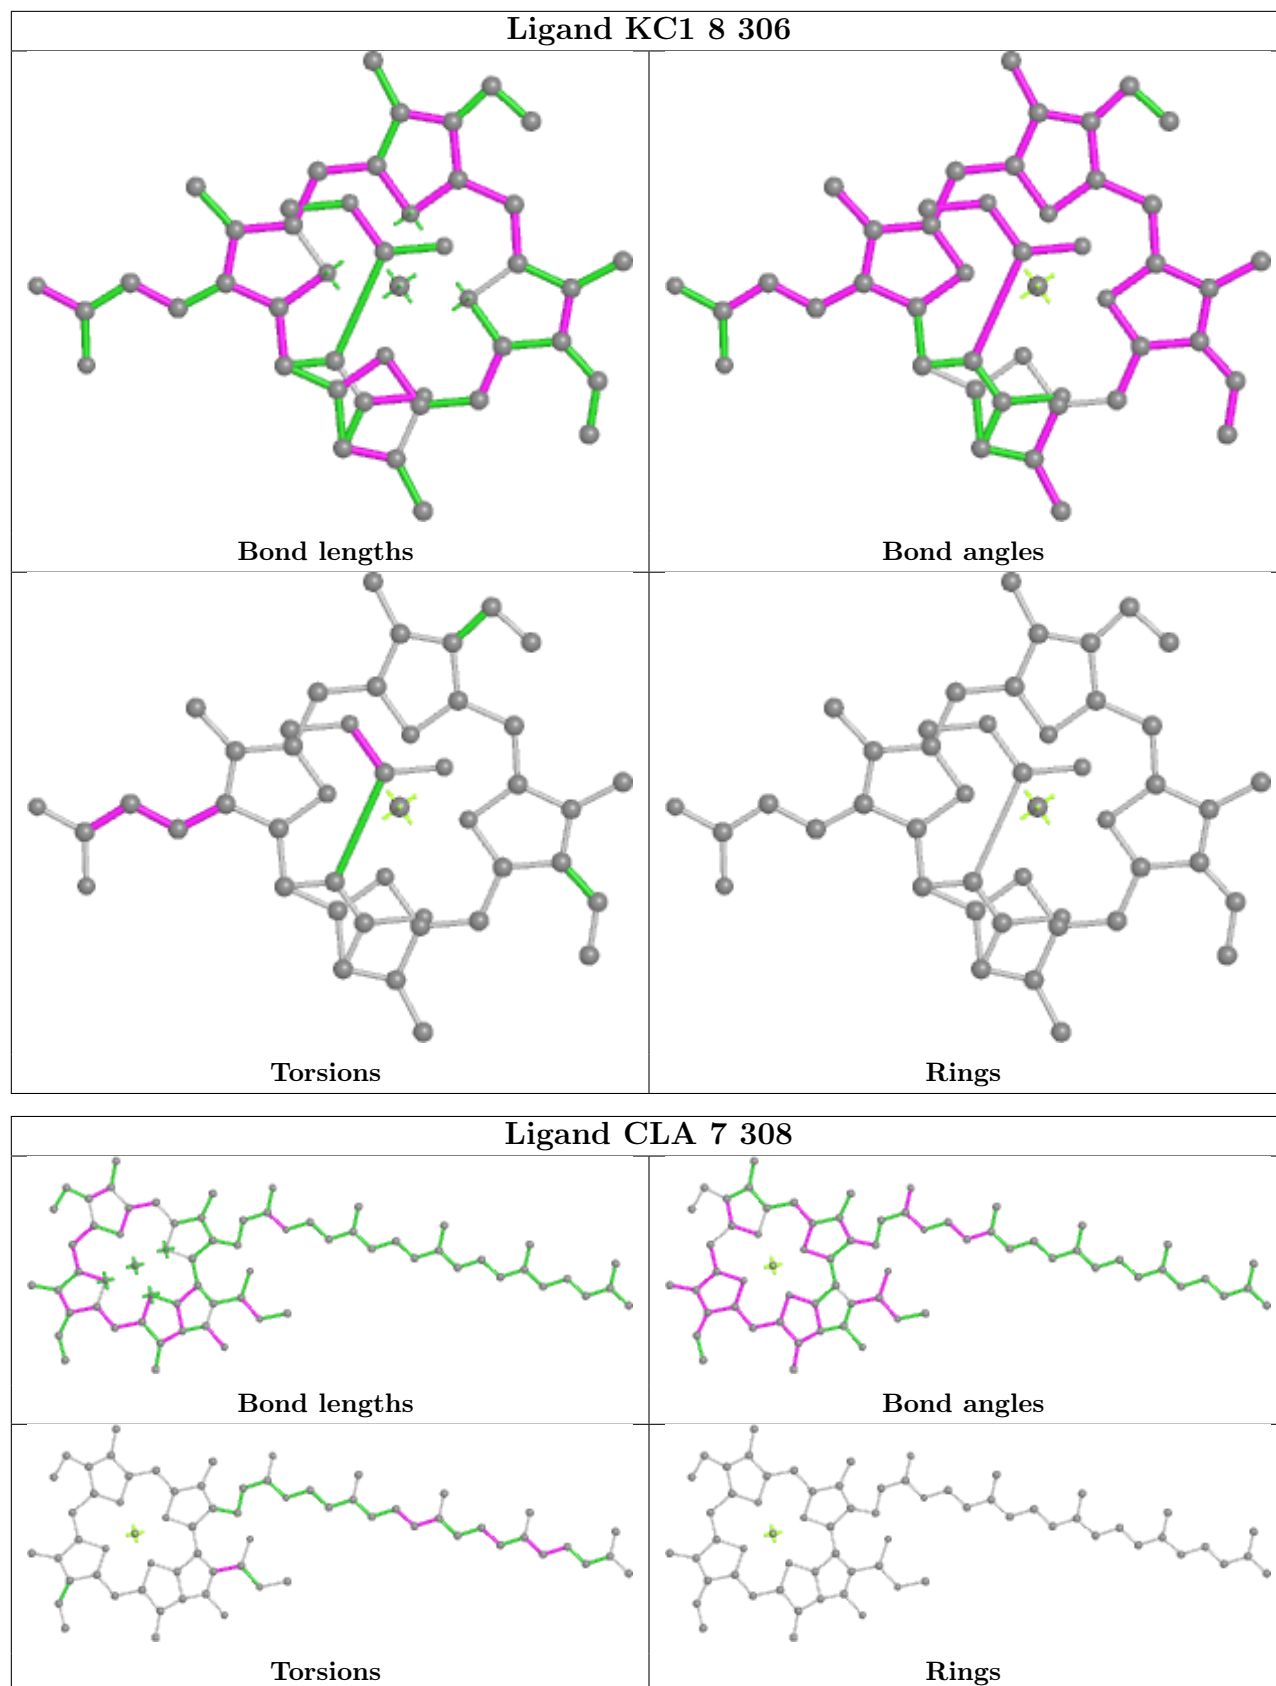 Ligand KC1 8 306
Bond lengths
Bond angles
Torsions
Rings
Ligand CLA 7 308
Bond lengths
Bond angles
Torsions
Rings